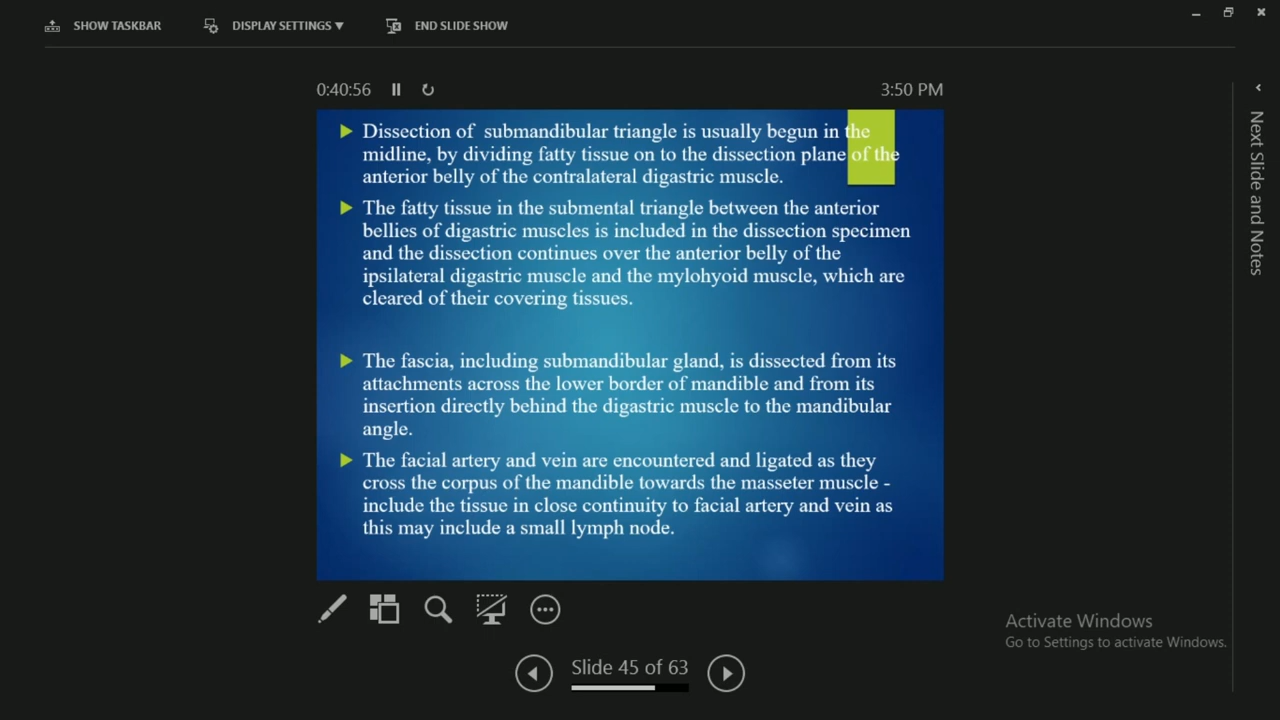 SHOW TASKBAR
DISPLAY SETTINGS ▼
END SLIDE SHOW
0:40:56
3:50 PM
Dissection of submandibular triangle is usually begun in the
midline, by dividing fatty tissue on to the dissection plane of the
anterior belly of the contralateral digastric muscle.
The fatty tissue in the submental triangle between the anterior
bellies of digastric muscles is included in the dissection specimen
and the dissection continues over the anterior belly of the
ipsilateral digastric muscle and the mylohyoid muscle, which are
cleared of their covering tissues.
The fascia, including submandibular gland, is dissected from its
attachments across the lower border of mandible and from its
insertion directly behind the digastric muscle to the mandibular
angle.
The facial artery and vein are encountered and ligated as they
cross the corpus of the mandible towards the masseter muscle -
include the tissue in close continuity to facial artery and vein as
this may include a small lymph node.
Next Slide and Notes
Activate Windows
Go to Settings to activate Windows.
Slide 45 of 63